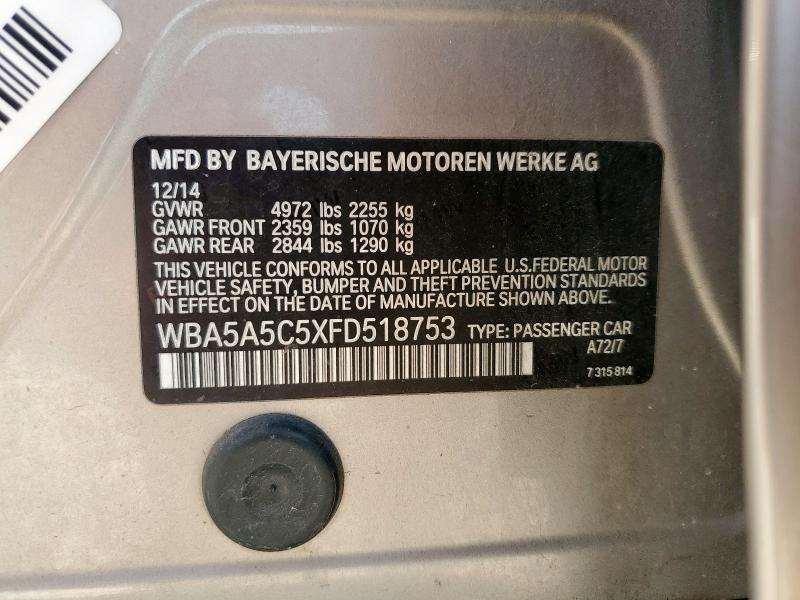 MFD BY BAYERISCHE MOTOREN WERKE AG
12/14
GVWR 4972 lbs 2255 kg
GAWR FRONT 2359 lbs 1070 kg
GAWR REAR 2844 lbs 1290 kg
THIS VEHICLE CONFORMS TO ALL APPLICABLE U.S.FEDERAL MOTOR
VEHICLE SAFETY, BUMPER AND THEFT PREVENTION STANDARDS
IN EFFECT ON THE DATE OF MANUFACTURE SHOWN ABOVE.
WBA5A5C5XFD518753 TYPE: PASSENGER CAR
A72/7
7 315 814